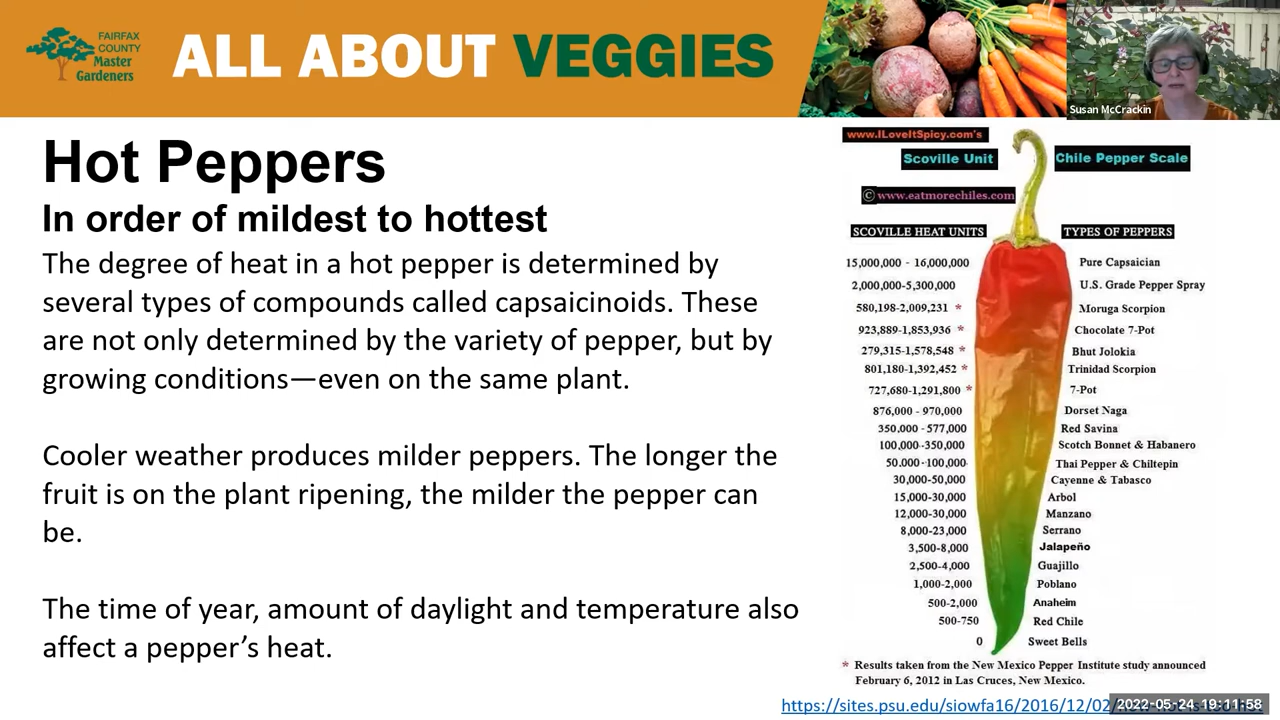 FAIRFAX
COUNTY
Master
Gardeners
ALL ABOUT VEGGIES
Susan McCrackin
Hot Peppers
In order of mildest to hottest
The degree of heat in a hot pepper is determined by
several types of compounds called capsaicinoids. These
are not only determined by the variety of pepper, but by
growing conditions—even on the same plant.
Cooler weather produces milder peppers. The longer the
fruit is on the plant ripening, the milder the pepper can
be.
The time of year, amount of daylight and temperature also
affect a pepper’s heat.
www.ILoveItSpicy.com's
Scoville Unit Chile Pepper Scale
© www.eatmorechiles.com
SCOVILLE HEAT UNITS TYPES OF PEPPERS
15,000,000 - 16,000,000 Pure Capsaician
2,000,000-5,300,000 U.S. Grade Pepper Spray
580,198-2,009,231 * Moruga Scorpion
923,889-1,853,936 * Chocolate 7-Pot
279,315-1,578,548 * Bhut Jolokia
801,180-1,392,452 * Trinidad Scorpion
727,680-1,291,800 * 7-Pot
876,000 - 970,000 Dorset Naga
350,000 - 577,000 Red Savina
100,000-350,000 Scotch Bonnet & Habanero
50.000-100,000 Thai Pepper & Chiltepin
30,000-50,000 Cayenne & Tabasco
15,000-30,000 Arbol
12,000-30,000 Manzano
8,000-23,000 Serrano
3,500-8,000 Jalapeño
2,500-4,000 Guajillo
1,000-2,000 Poblano
500-2,000 Anaheim
500-750 Red Chile
0 Sweet Bells
* Results taken from the New Mexico Pepper Institute study announced
February 6, 2012 in Las Cruces, New Mexico.
https://sites.psu.edu/siowfa16/2016/12/02/
2022-05-24 19:11:58